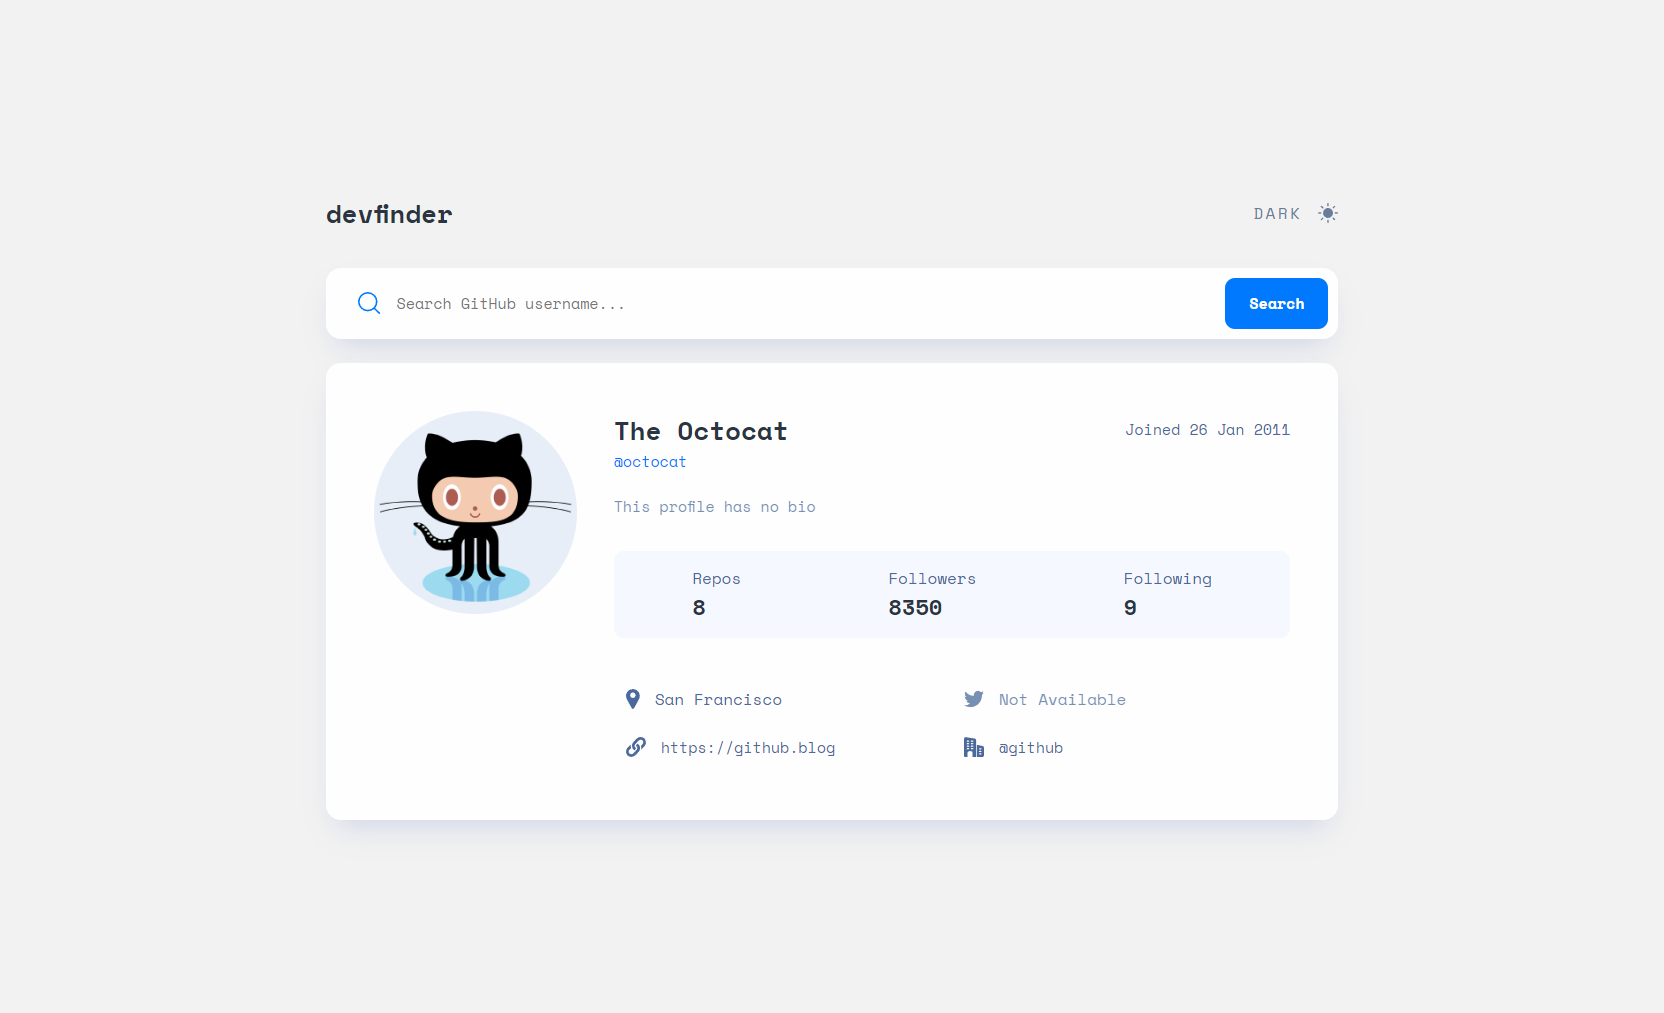 devfinder
DARK
Search GitHub username...
Search
The Octocat
Joined 26 Jan 2011
@octocat
This profile has no bio
Repos
Followers
Following
8
8350
9
San Francisco
Not Available
https://github.blog
@github